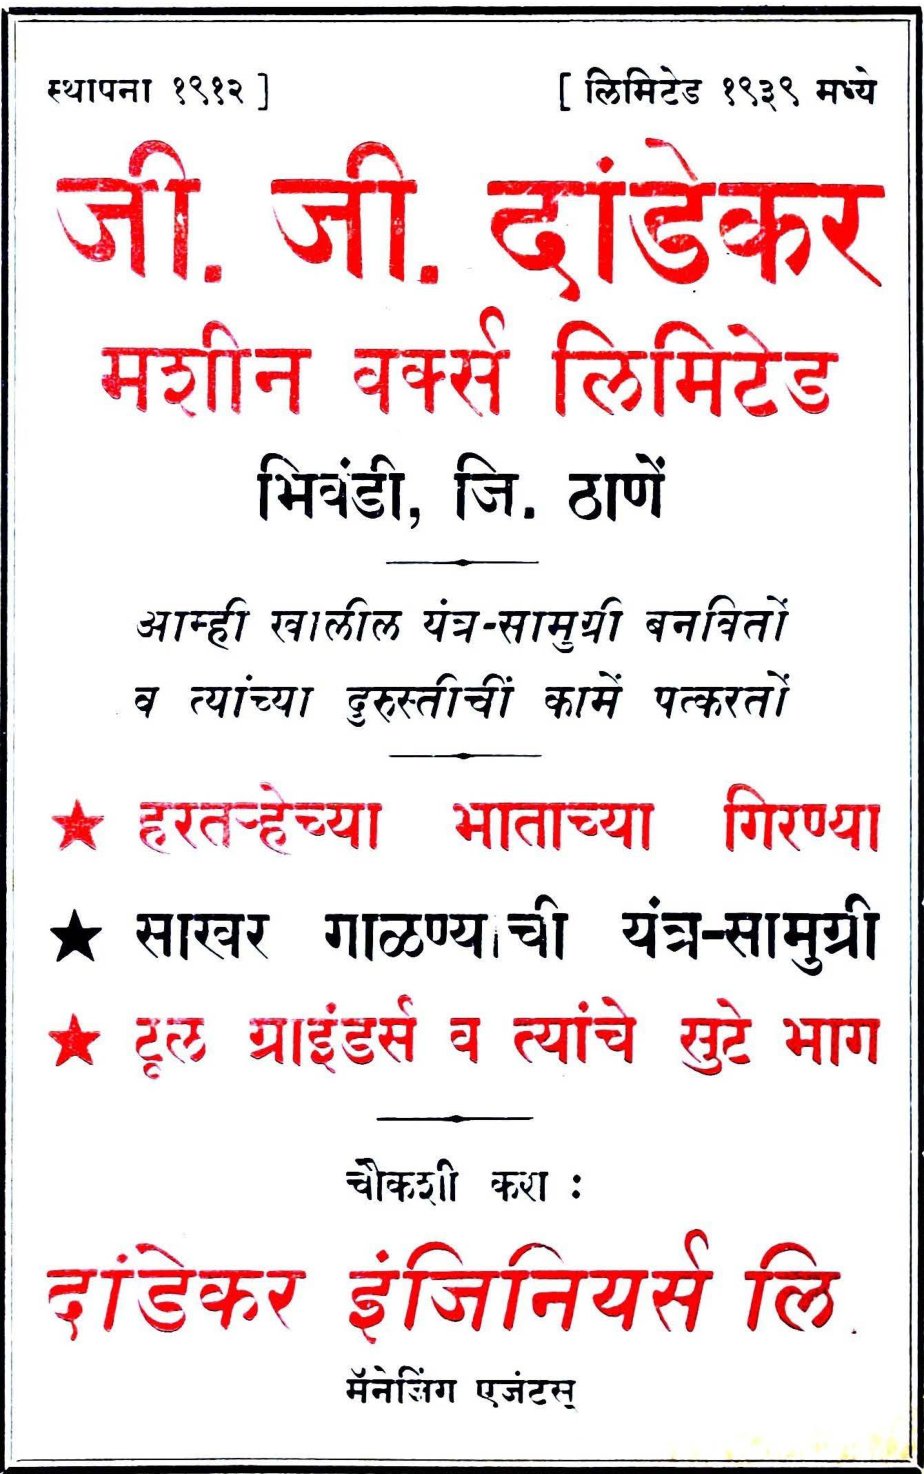 स्थापना १९१२ ] [ लिमिटेड १९३९ मध्ये
जी. जी. दांडेकर
मशीन वर्क्स लिमिटेड
भिवंडी, जि. ठाणें
आम्ही खालील यंत्र-सामुग्री बनवितों
व त्यांच्या दुरुस्तीचीं कामें पत्करतों
★ हरतऱ्हेच्या भाताच्या गिरण्या
★ साखर गाळण्याची यंत्र-सामुग्री
★ टूल ग्राइंडर्स व त्यांचे सुटे भाग
चौकशी करा :
दांडेकर इंजिनियर्स लि.
मॅनेजिंग एजंटस्